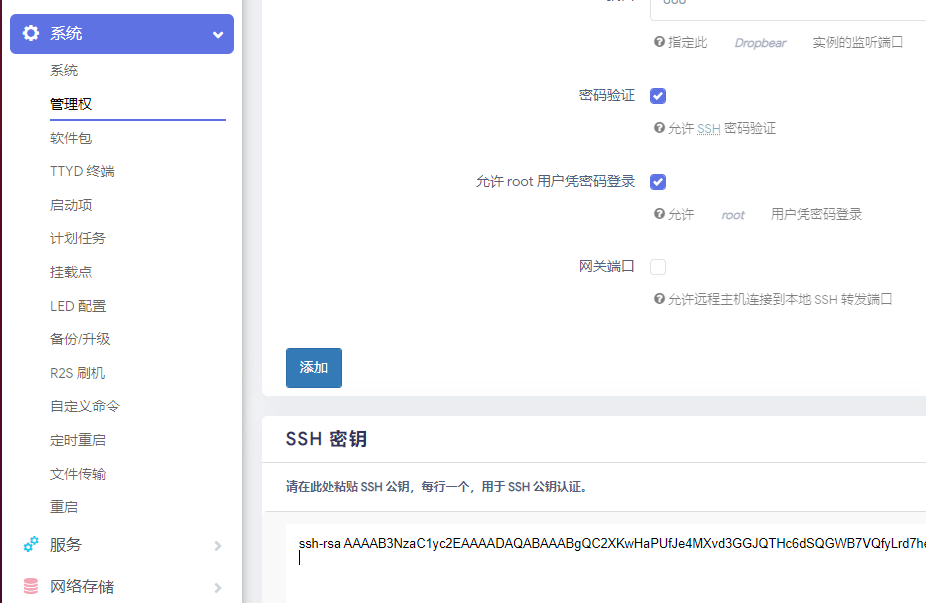 系统
系统
管理权
软件包
TTYD 终端
启动项
计划任务
挂载点
LED 配置
备份/升级
R2S 刷机
自定义命令
定时重启
文件传输
重启
服务
网络存储
指定此 Dropbear 实例的监听端口
密码验证
允许 SSH 密码验证
允许 root 用户凭密码登录
允许 root 用户凭密码登录
网关端口
允许远程主机连接到本地 SSH 转发端口
添加
SSH 密钥
请在此处粘贴 SSH 公钥，每行一个，用于 SSH 公钥认证。
ssh-rsa AAAAB3NzaC1yc2EAAAADAQABAAABgQC2XKwHaPUfJe4MXvd3GGJQTHc6dSQGWB7VQfyLrd7he